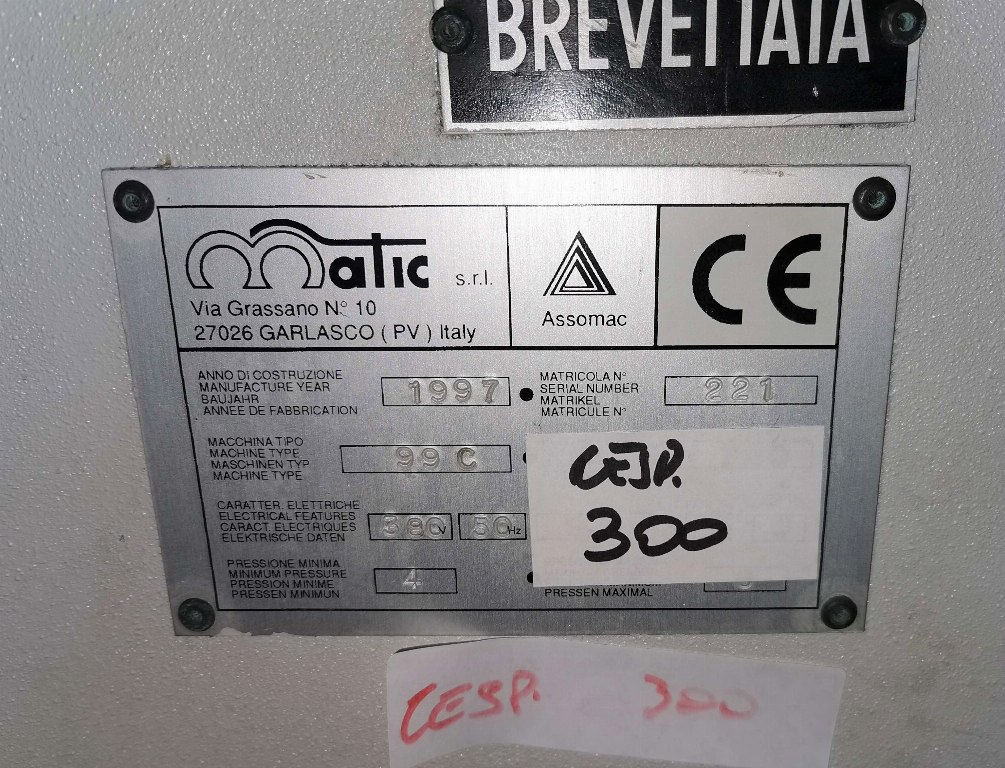 BREVETTATA
matic s.r.l.
Via Grassano N° 10
27026 GARLASCO ( PV ) Italy
Assomac
CE
ANNO DI COSTRUZIONE
MANUFACTURE YEAR
BAUJAHR
ANNEE DE FABBRICATION
1997
MATRICOLA N°
SERIAL NUMBER
MATRIKEL
MATRICULE N°
221
MACCHINA TIPO
MACHINE TYPE
MASCHINEN TYP
MACHINE TYPE
99 C
CARATTER. ELETTRICHE
ELECTRICAL FEATURES
CARACT. ELECTRIQUES
ELEKTRISCHE DATEN
380 V 50 Hz
CESP.
300
PRESSIONE MINIMA
MINIMUM PRESSURE
PRESSION MINIME
PRESSEN MINIMUN
4
PRESSEN MAXIMAL
CESP. 300